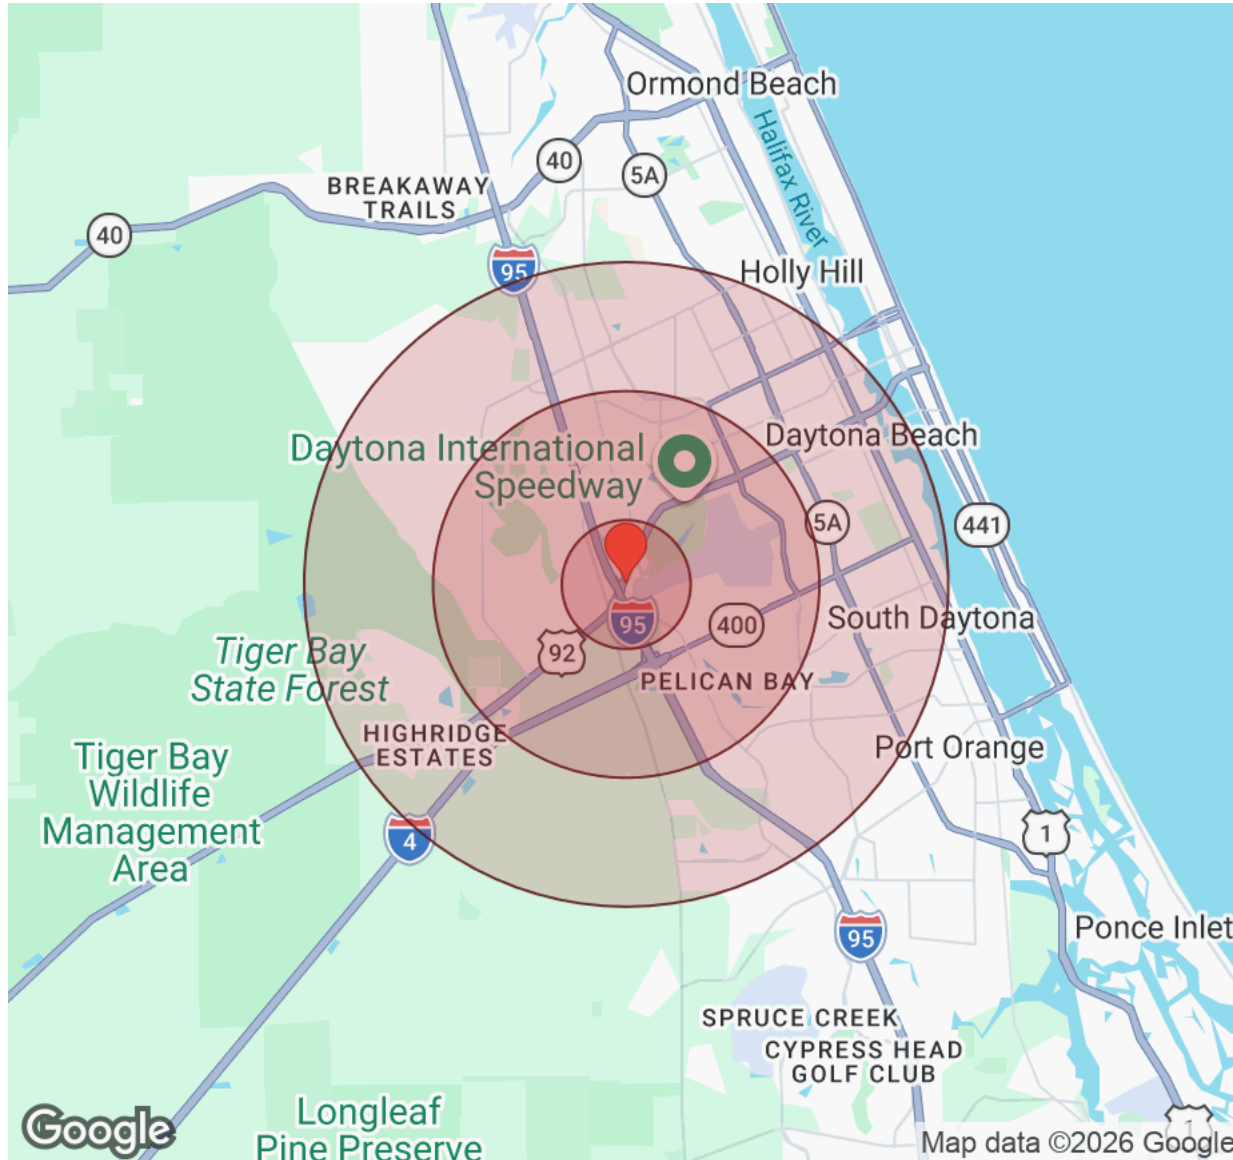 Ormond Beach
Halifax River
40
5A
BREAKAWAY
TRAILS
40
95
Holly Hill
Daytona International
Speedway
Daytona Beach
5A
441
95
400
South Daytona
92
Tiger Bay
State Forest
PELICAN BAY
HIGHRIDGE
ESTATES
Port Orange
Tiger Bay
Wildlife
Management
Area
4
1
95
Ponce Inlet
SPRUCE CREEK
CYPRESS HEAD
GOLF CLUB
Longleaf
Pine Preserve
1
Google
Map data ©2026 Google